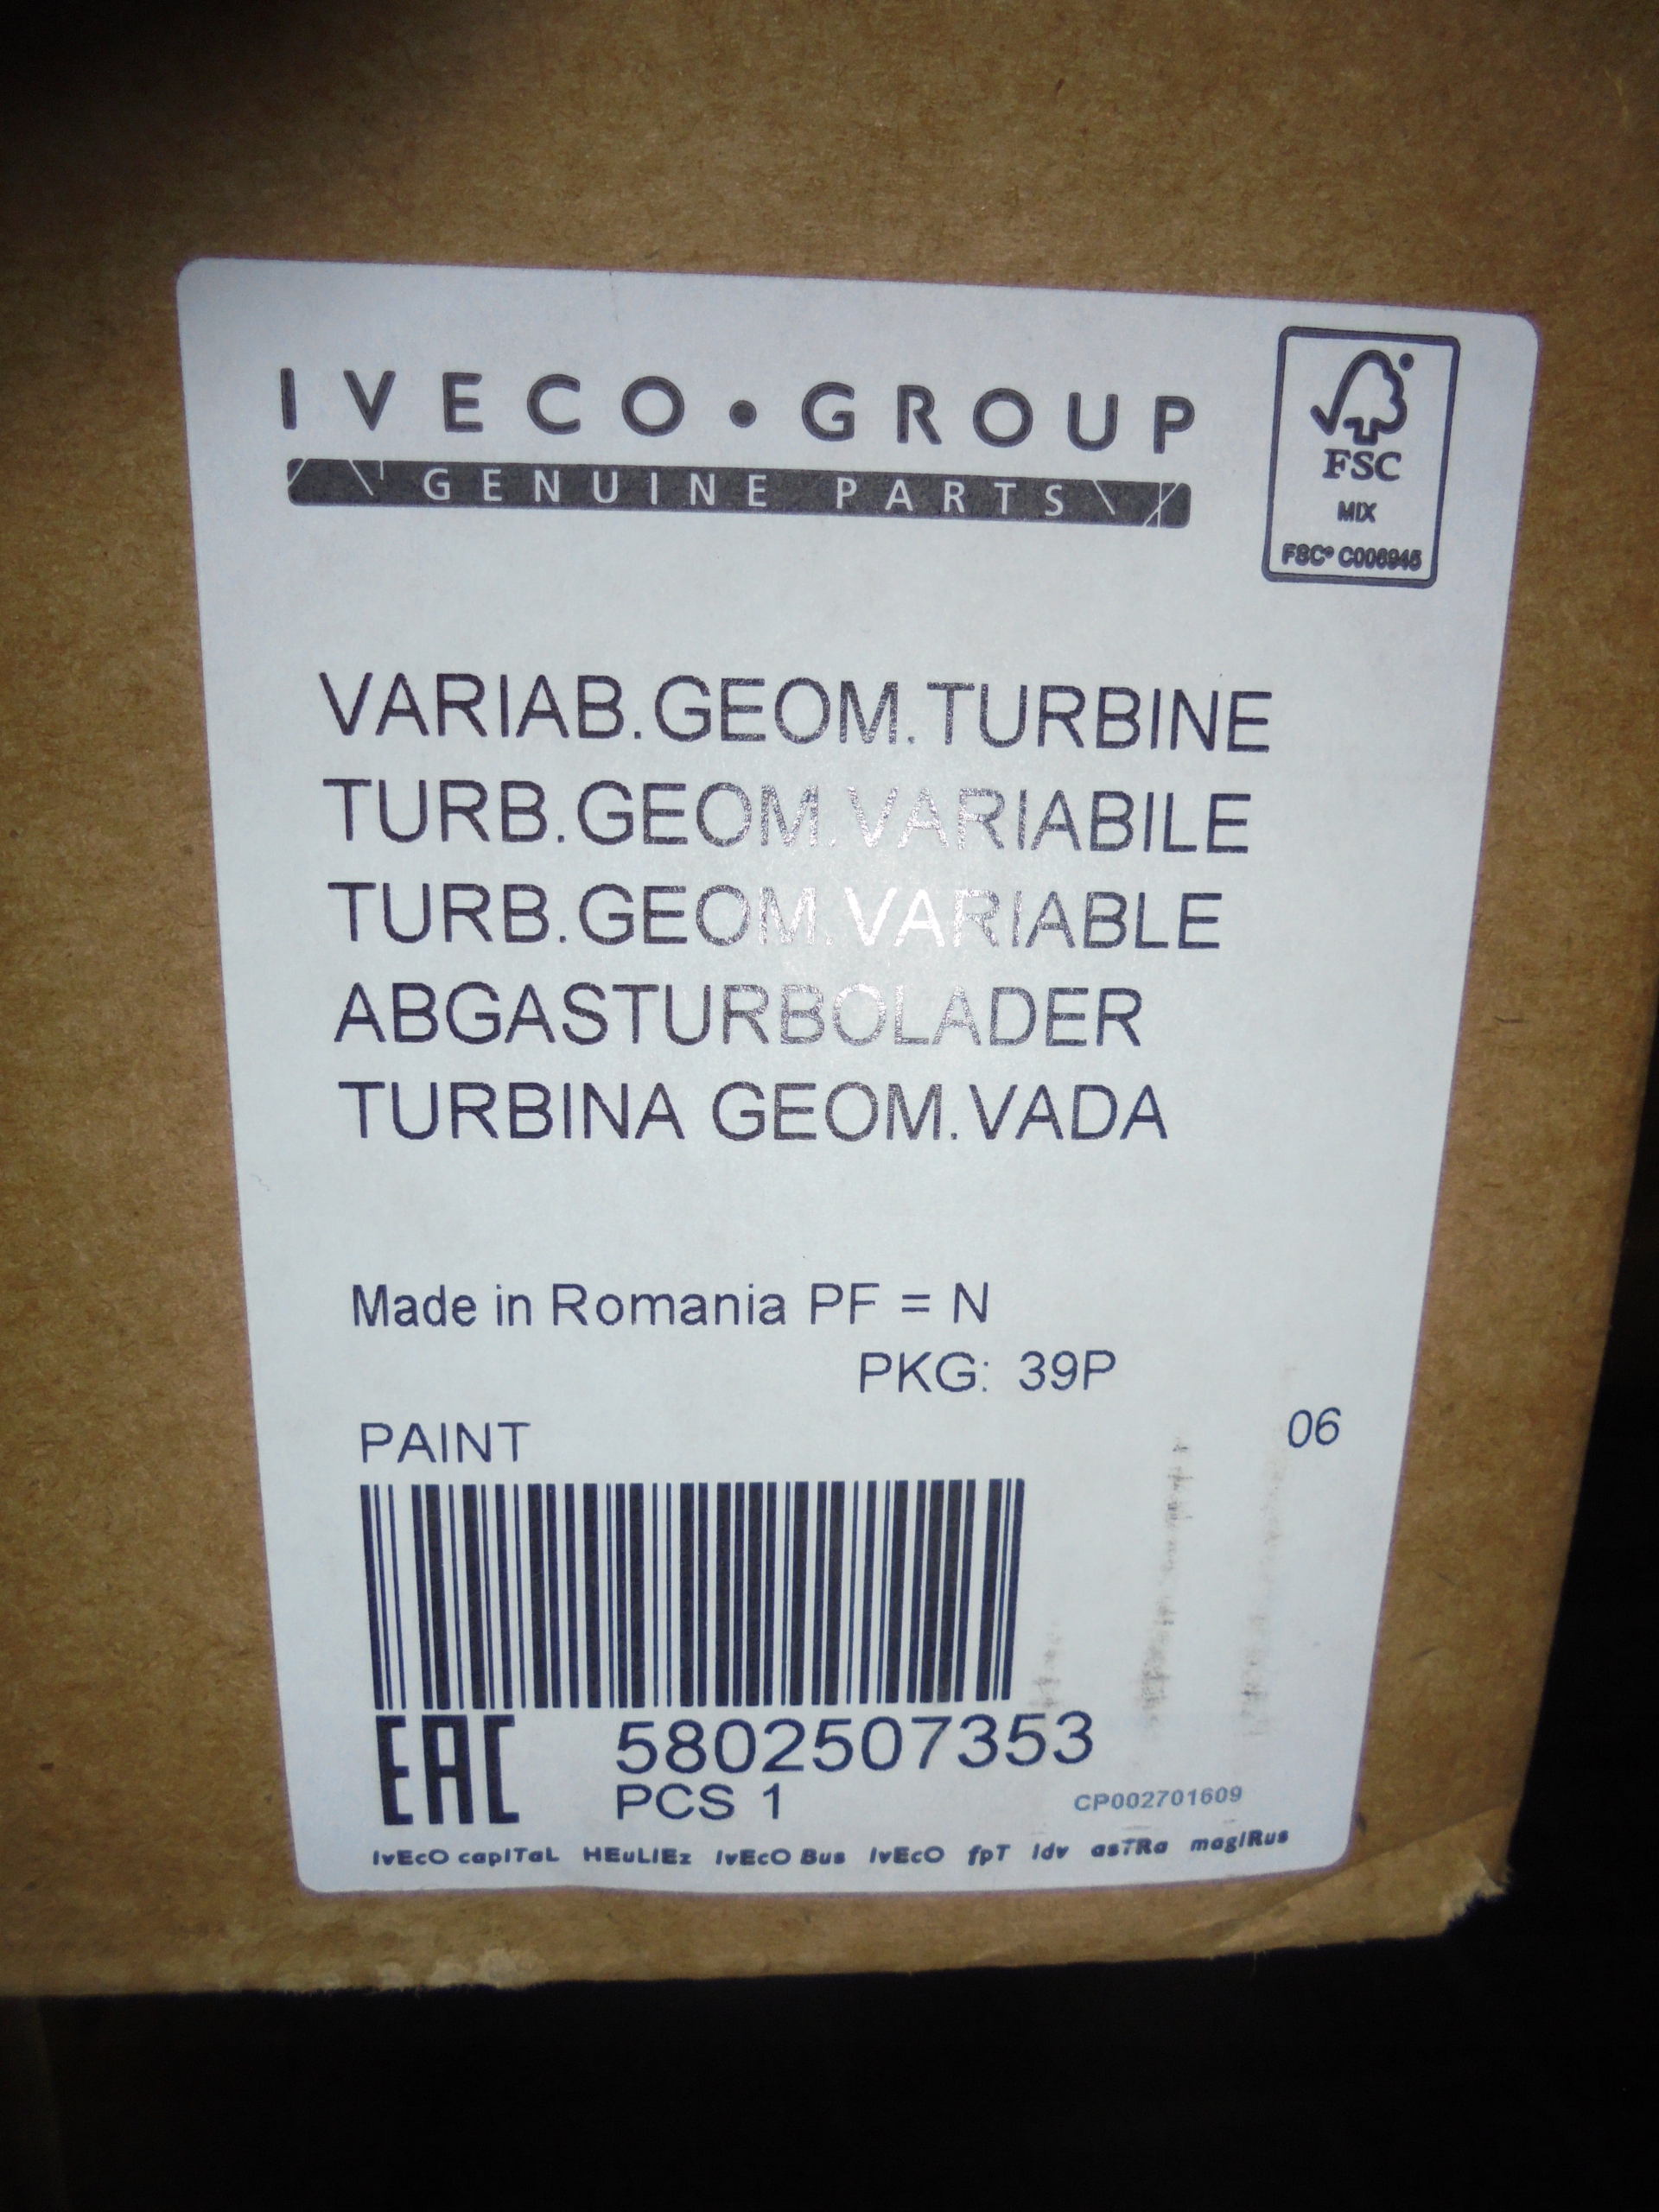 IVECO • GROUP
GENUINE PARTS
FSC
MIX
FSC® C006945
VARIAB.GEOM.TURBINE
TURB.GEOM.VARIABILE
TURB.GEOM.VARIABLE
ABGASTURBOLADER
TURBINA GEOM.VADA
Made in Romania PF = N
PKG: 39P
PAINT 06
EAC 5802507353
PCS 1 CP002701609
IvEcO capITaL HEuLIEz IvEcO Bus IvEcO fpT Idv asTRa magIRus